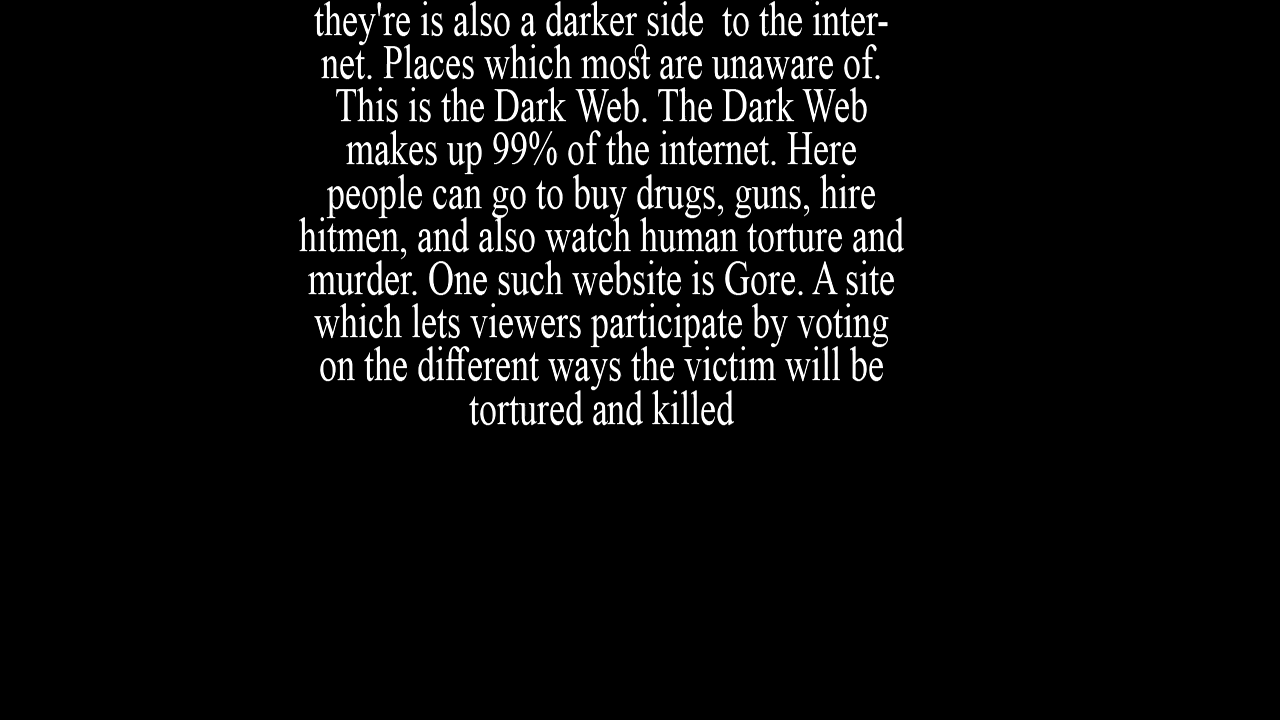 they're is also a darker side  to the inter-
net. Places which most are unaware of.
This is the Dark Web. The Dark Web
makes up 99% of the internet. Here
people can go to buy drugs, guns, hire
hitmen, and also watch human torture and
murder. One such website is Gore. A site
which lets viewers participate by voting
on the different ways the victim will be
tortured and killed